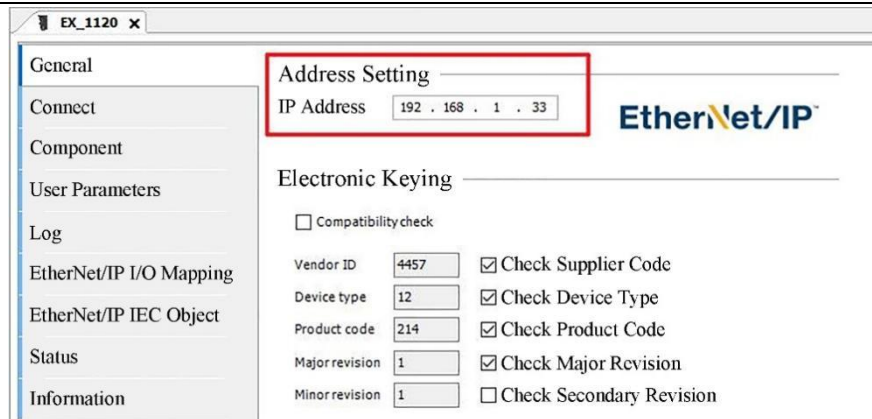 EX_1120 x
General
Connect
Component
User Parameters
Log
EtherNet/IP I/O Mapping
EtherNet/IP IEC Object
Status
Information
Address Setting
IP Address 192 . 168 . 1 . 33
EtherNet/IP™
Electronic Keying
Compatibility check
Vendor ID 4457 Check Supplier Code
Device type 12 Check Device Type
Product code 214 Check Product Code
Major revision 1 Check Major Revision
Minor revision 1 Check Secondary Revision